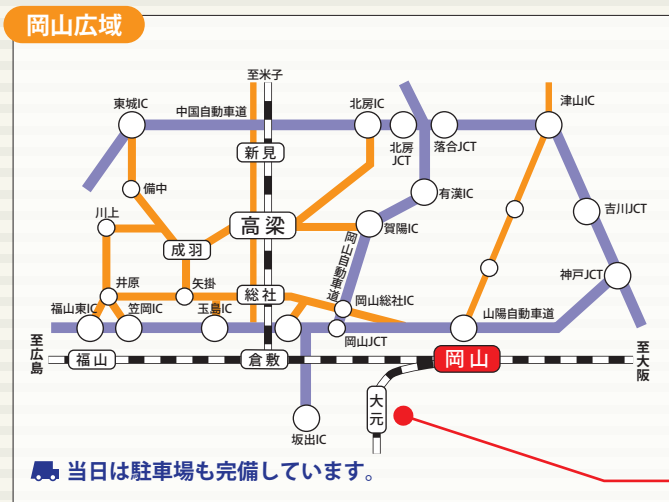 岡山広域
至米子
東城IC
中国自動車道
北房IC
津山IC
北房
JCT
落合JCT
新見
備中
有漢IC
吉川JCT
川上
高梁
賀陽IC
成羽
岡山自動車道
神戸JCT
井原
矢掛
総社
福山東IC
笠岡IC
玉島IC
岡山総社IC
山陽自動車道
岡山JCT
至広島
福山
倉敷
岡山
至大阪
大元
坂出IC
当日は駐車場も完備しています。